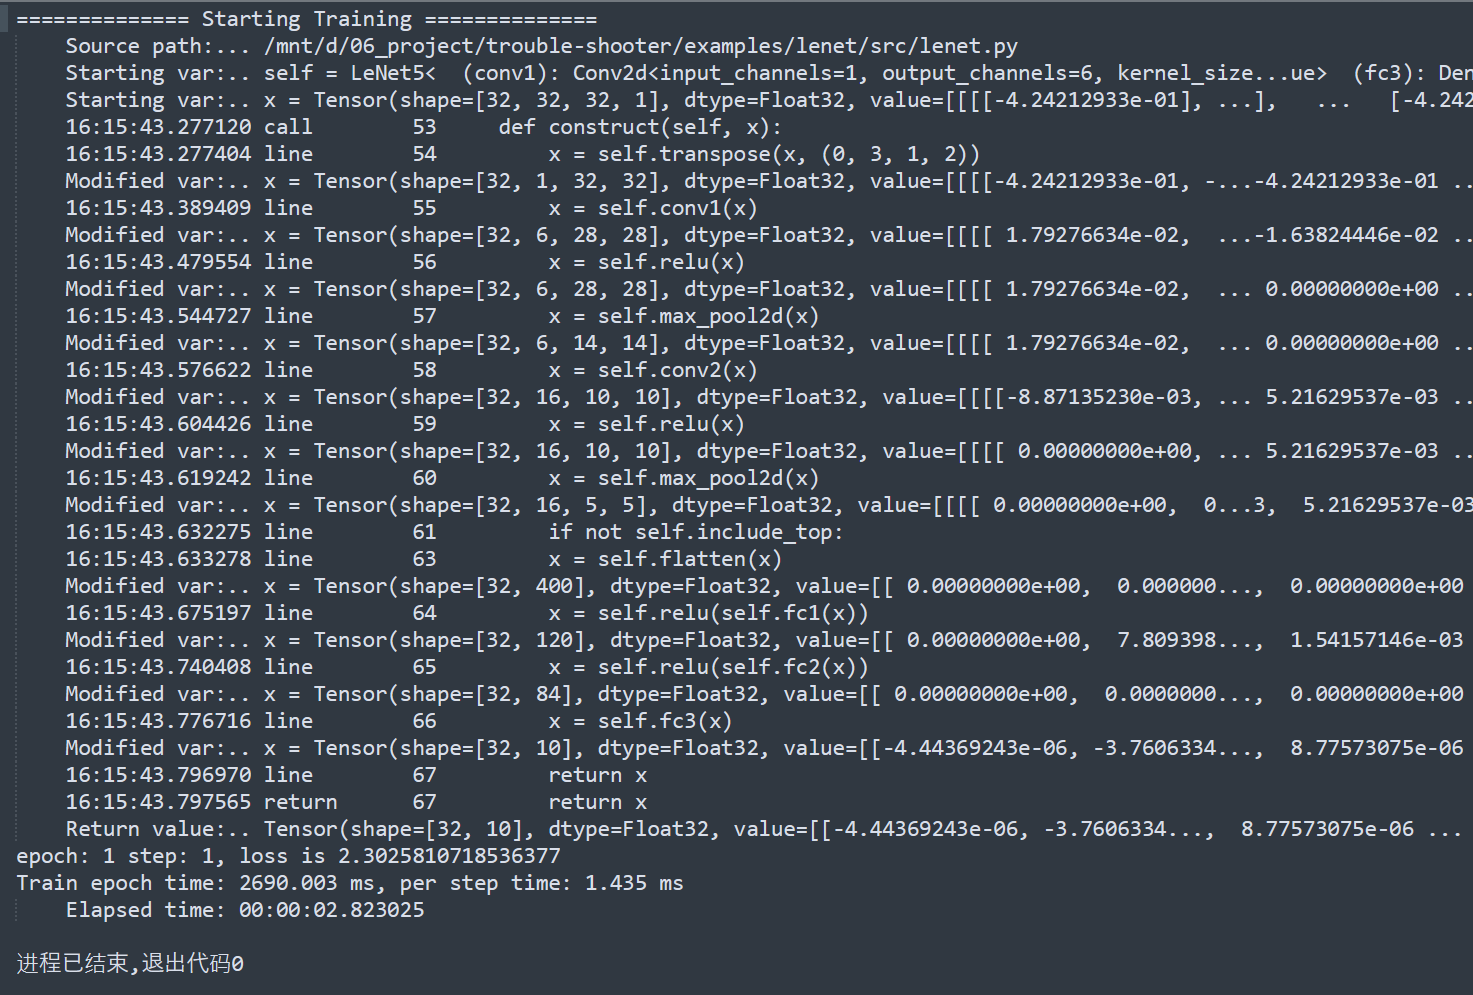 ============== Starting Training ==============
    Source path:... /mnt/d/06_project/trouble-shooter/examples/lenet/src/lenet.py
    Starting var:.. self = LeNet5<  (conv1): Conv2d<input_channels=1, output_channels=6, kernel_size...ue>  (fc3): Den
    Starting var:.. x = Tensor(shape=[32, 32, 32, 1], dtype=Float32, value=[[[[-4.24212933e-01], ...],    ...   [-4.242
    16:15:43.277120 call        53     def construct(self, x):
    16:15:43.277404 line        54         x = self.transpose(x, (0, 3, 1, 2))
    Modified var:.. x = Tensor(shape=[32, 1, 32, 32], dtype=Float32, value=[[[[-4.24212933e-01, -...-4.24212933e-01 ..
    16:15:43.389409 line        55         x = self.conv1(x)
    Modified var:.. x = Tensor(shape=[32, 6, 28, 28], dtype=Float32, value=[[[[ 1.79276634e-02,  ...-1.63824446e-02 ..
    16:15:43.479554 line        56         x = self.relu(x)
    Modified var:.. x = Tensor(shape=[32, 6, 28, 28], dtype=Float32, value=[[[[ 1.79276634e-02,  ... 0.00000000e+00 ..
    16:15:43.544727 line        57         x = self.max_pool2d(x)
    Modified var:.. x = Tensor(shape=[32, 6, 14, 14], dtype=Float32, value=[[[[ 1.79276634e-02,  ... 0.00000000e+00 ..
    16:15:43.576622 line        58         x = self.conv2(x)
    Modified var:.. x = Tensor(shape=[32, 16, 10, 10], dtype=Float32, value=[[[[-8.87135230e-03, ... 5.21629537e-03 ..
    16:15:43.604426 line        59         x = self.relu(x)
    Modified var:.. x = Tensor(shape=[32, 16, 10, 10], dtype=Float32, value=[[[[ 0.00000000e+00, ... 5.21629537e-03 ..
    16:15:43.619242 line        60         x = self.max_pool2d(x)
    Modified var:.. x = Tensor(shape=[32, 16, 5, 5], dtype=Float32, value=[[[[ 0.00000000e+00,  0...3,  5.21629537e-03
    16:15:43.632275 line        61         if not self.include_top:
    16:15:43.633278 line        63         x = self.flatten(x)
    Modified var:.. x = Tensor(shape=[32, 400], dtype=Float32, value=[[ 0.00000000e+00,  0.000000...,  0.00000000e+00
    16:15:43.675197 line        64         x = self.relu(self.fc1(x))
    Modified var:.. x = Tensor(shape=[32, 120], dtype=Float32, value=[[ 0.00000000e+00,  7.809398...,  1.54157146e-03
    16:15:43.740408 line        65         x = self.relu(self.fc2(x))
    Modified var:.. x = Tensor(shape=[32, 84], dtype=Float32, value=[[ 0.00000000e+00,  0.0000000...,  0.00000000e+00
    16:15:43.776716 line        66         x = self.fc3(x)
    Modified var:.. x = Tensor(shape=[32, 10], dtype=Float32, value=[[-4.44369243e-06, -3.7606334...,  8.77573075e-06
    16:15:43.796970 line        67         return x
    16:15:43.797565 return      67         return x
    Return value:.. Tensor(shape=[32, 10], dtype=Float32, value=[[-4.44369243e-06, -3.7606334...,  8.77573075e-06 ...
epoch: 1 step: 1, loss is 2.3025810718536377
Train epoch time: 2690.003 ms, per step time: 1.435 ms
    Elapsed time: 00:00:02.823025
进程已结束,退出代码0